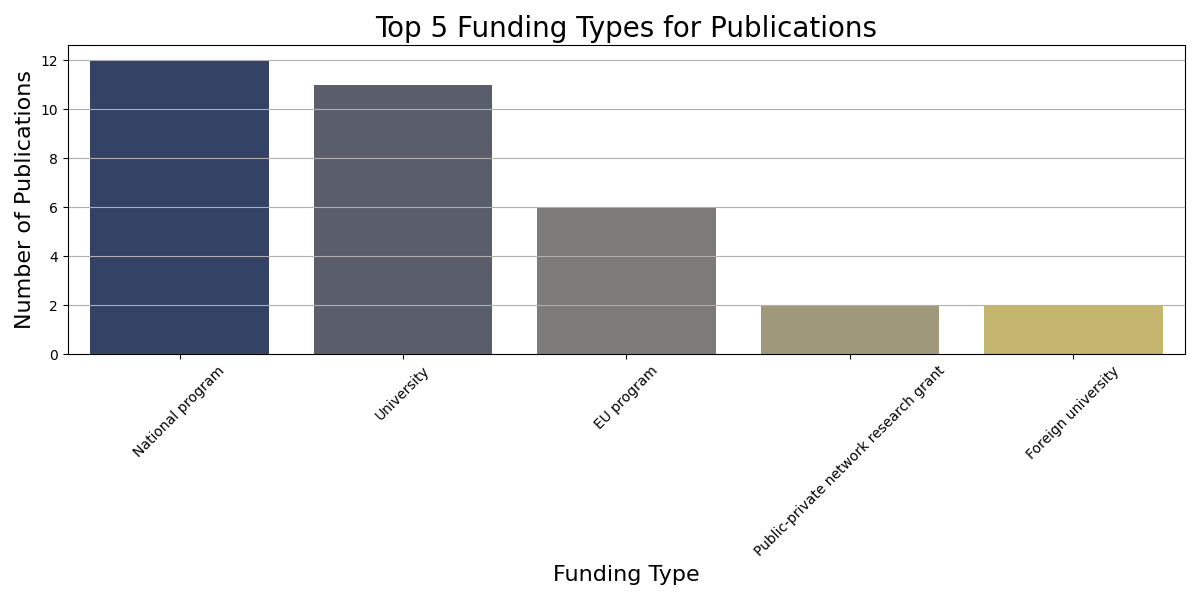 Top 5 Funding Types for Publications
Number of Publications
12
10
8
6
4
2
0
National program
University
EU program
Public-private network research grant
Foreign university
Funding Type